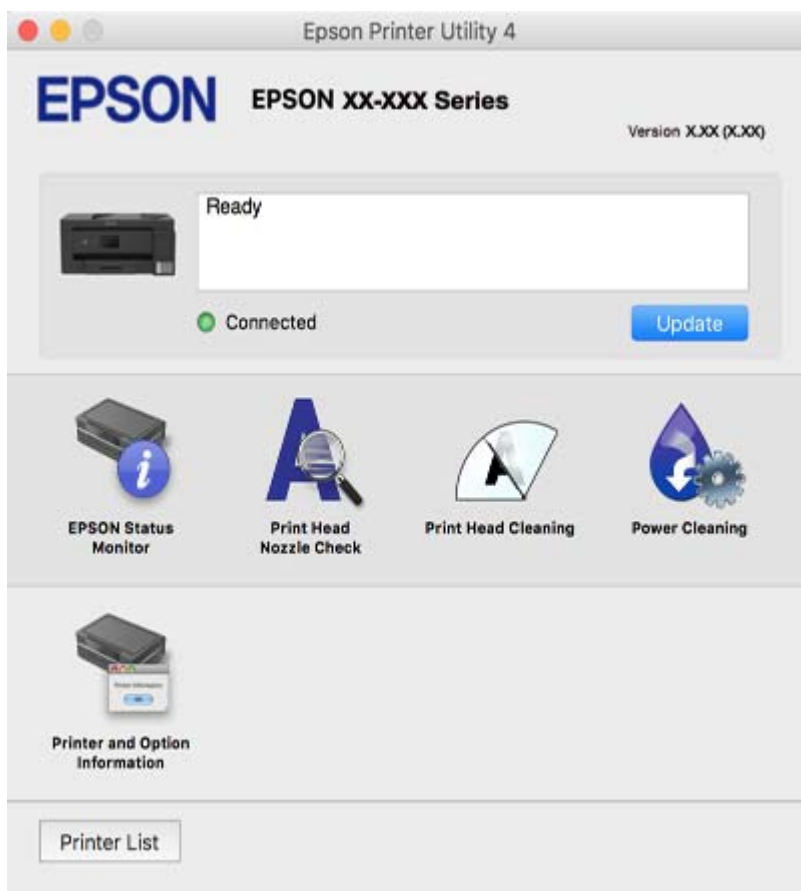 Epson Printer Utility 4
EPSON
EPSON XX-XXX Series
Version X.XX (X.XX)
Ready
Connected
Update
EPSON Status
Monitor
Print Head
Nozzle Check
Print Head Cleaning
Power Cleaning
Printer and Option
Information
Printer List